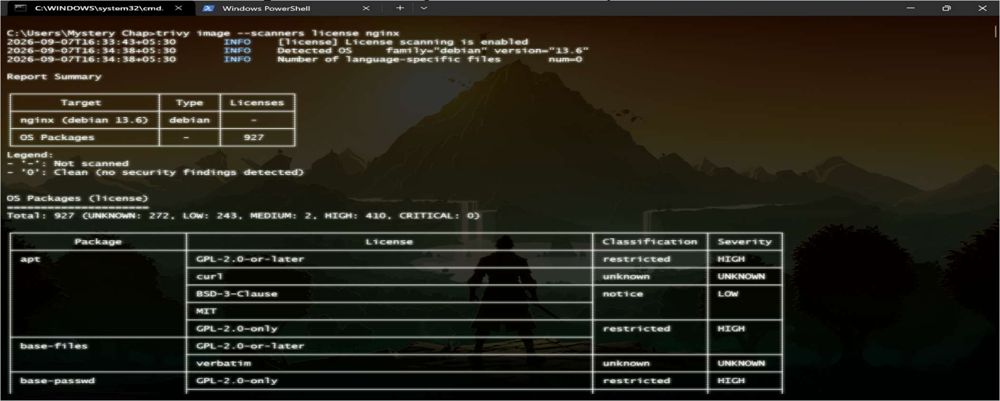 C:\WINDOWS\system32\cmd. Windows PowerShell
C:\Users\Mystery Chap>trivy image --scanners license nginx
2026-09-07T16:33:43+05:30 INFO [license] License scanning is enabled
2026-09-07T16:34:38+05:30 INFO Detected OS family="debian" version="13.6"
2026-09-07T16:34:38+05:30 INFO Number of language-specific files num=0
Report Summary
Target Type Licenses
nginx (debian 13.6) debian -
OS Packages - 927
Legend:
- '-': Not scanned
- '0': Clean (no security findings detected)
OS Packages (license)
=====================
Total: 927 (UNKNOWN: 272, LOW: 243, MEDIUM: 2, HIGH: 410, CRITICAL: 0)
Package License Classification Severity
apt GPL-2.0-or-later restricted HIGH
curl unknown UNKNOWN
BSD-3-Clause notice LOW
MIT
GPL-2.0-only restricted HIGH
base-files GPL-2.0-or-later
verbatim unknown UNKNOWN
base-passwd GPL-2.0-only restricted HIGH